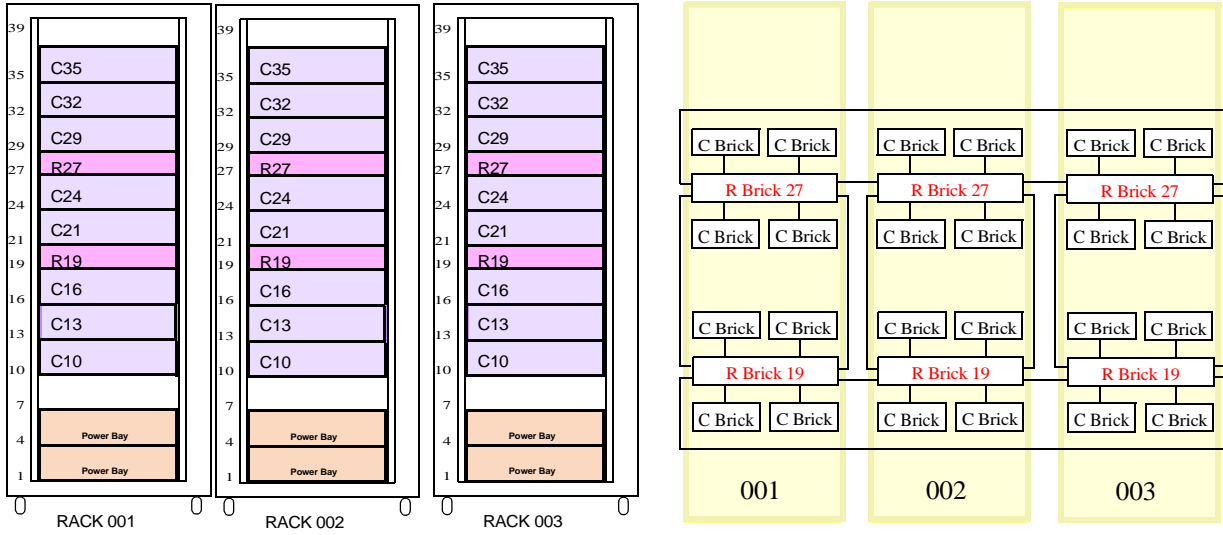 39
35
32
29
27
24
21
19
16
13
10
7
4
1
C35
C32
C29
R27
C24
C21
R19
C16
C13
C10
Power Bay
Power Bay
RACK 001
39
35
32
29
27
24
21
19
16
13
10
7
4
1
C35
C32
C29
R27
C24
C21
R19
C16
C13
C10
Power Bay
Power Bay
RACK 002
39
35
32
29
27
24
21
19
16
13
10
7
4
1
C35
C32
C29
R27
C24
C21
R19
C16
C13
C10
Power Bay
Power Bay
RACK 003
C Brick C Brick C Brick C Brick C Brick C Brick
R Brick 27 R Brick 27 R Brick 27
C Brick C Brick C Brick C Brick C Brick C Brick
C Brick C Brick C Brick C Brick C Brick C Brick
R Brick 19 R Brick 19 R Brick 19
C Brick C Brick C Brick C Brick C Brick C Brick
001 002 003